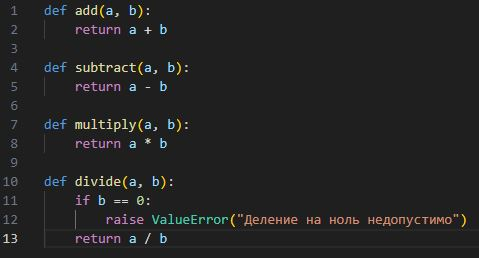 1 def add(a, b):
2     return a + b
3
4 def subtract(a, b):
5     return a - b
6
7 def multiply(a, b):
8     return a * b
9
10 def divide(a, b):
11     if b == 0:
12         raise ValueError("Деление на ноль недопустимо")
13     return a / b